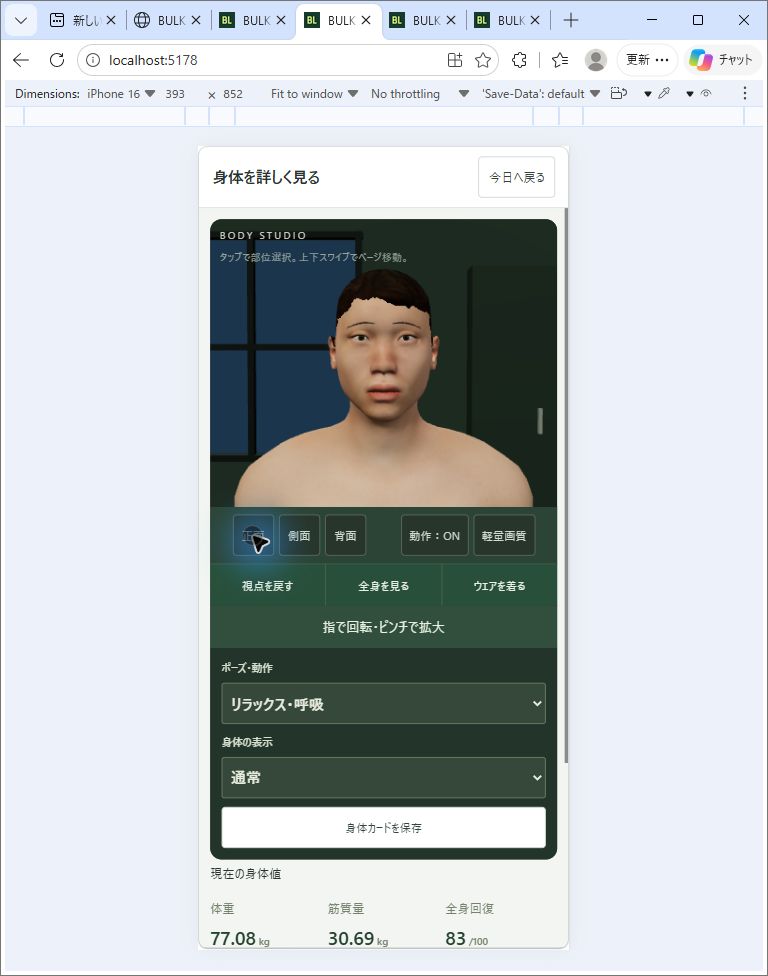 新しい
BULK
BL BULK
BL BULK
BL BULK
BL BULK
localhost:5178
更新
チャット
Dimensions: iPhone 16 393 × 852 Fit to window No throttling 'Save-Data': default
身体を詳しく見る
今日へ戻る
BODY STUDIO
タップで部位選択。上下スワイプでページ移動。
正面 側面 背面 動作：ON 軽量画質
視点を戻す 全身を見る ウエアを着る
指で回転・ピンチで拡大
ポーズ・動作
リラックス・呼吸
身体の表示
通常
身体カードを保存
現在の身体値
体重 筋質量 全身回復
77.08 kg 30.69 kg 83 /100